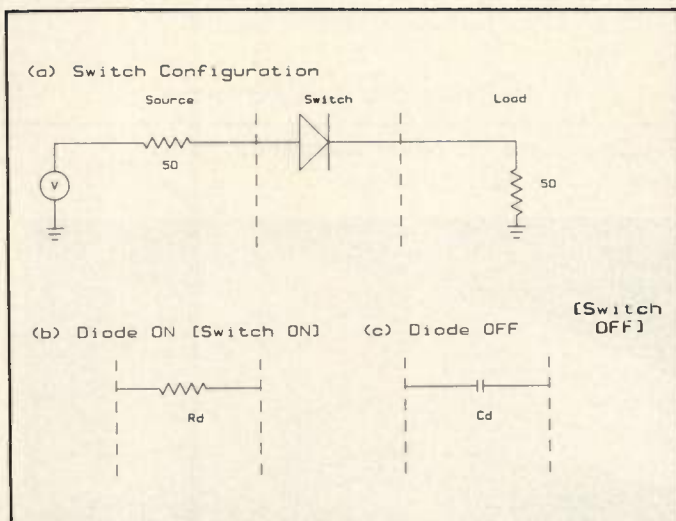 (a) Switch Configuration
Source Switch Load
50
V
50
(b) Diode ON [Switch ON] (c) Diode OFF [Switch OFF]
Rd
Cd